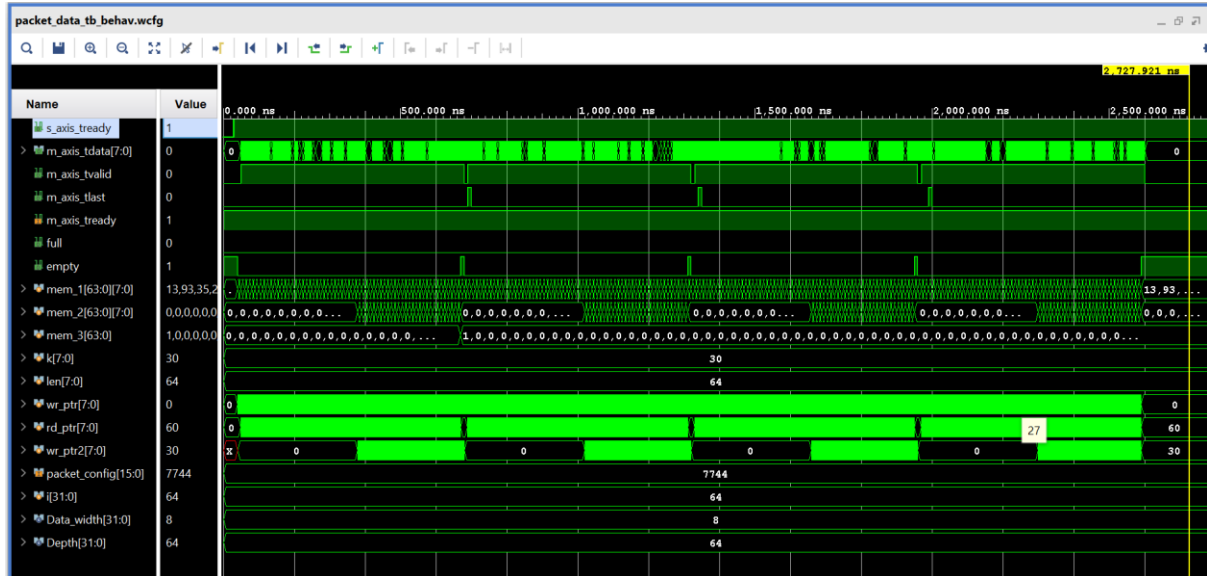 packet_data_tb_behav.wcfg
2,727.921 ns
Name Value
0.000 ns 500.000 ns 1,000.000 ns 1,500.000 ns 2,000.000 ns 2,500.000 ns
s_axis_tready 1
m_axis_tdata[7:0] 0 0 0
m_axis_tvalid 0
m_axis_tlast 0
m_axis_tready 1
full 0
empty 1
mem_1[63:0][7:0] 13,93,35,2 . 13,93,...
mem_2[63:0][7:0] 0,0,0,0,0,0 0,0,0,0,0,0,0,0... 0,0,0,0,0,0,... 0,0,0,0,0,0... 0,0,0,0,0,0,... 0,0,0,...
mem_3[63:0] 1,0,0,0,0,0 0,0,0,0,0,0,0,0,0,0,0,0,0,0,0,... 1,0,0,0,0,0,0,0,0,0,0,0,0,0,0,0,0,0,0,0,0,0,0,0,0,0,0,0,0,0,0,0,0,0,0,0,0,0,0,0,0,0,0,0,0,0,0,0,0...
k[7:0] 30 30
len[7:0] 64 64
wr_ptr[7:0] 0 0 0
rd_ptr[7:0] 60 0 27 60
wr_ptr2[7:0] 30 X 0 0 0 0 30
packet_config[15:0] 7744 7744
i[31:0] 64 64
Data_width[31:0] 8 8
Depth[31:0] 64 64